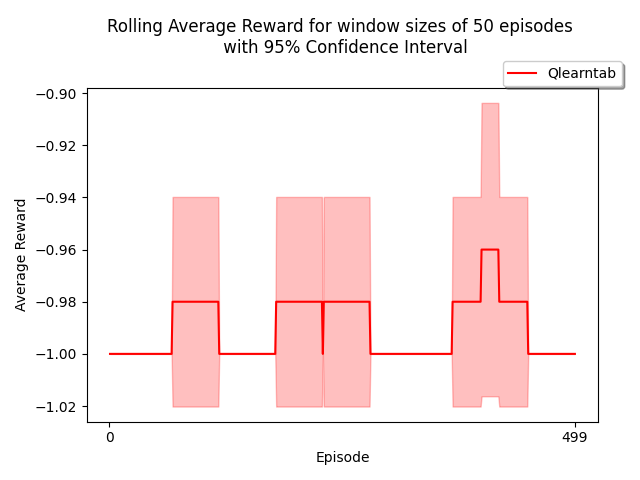 Rolling Average Reward for window sizes of 50 episodes
with 95% Confidence Interval
Qlearntab
−0.90
−0.92
−0.94
−0.96
−0.98
−1.00
−1.02
Average Reward
0
499
Episode